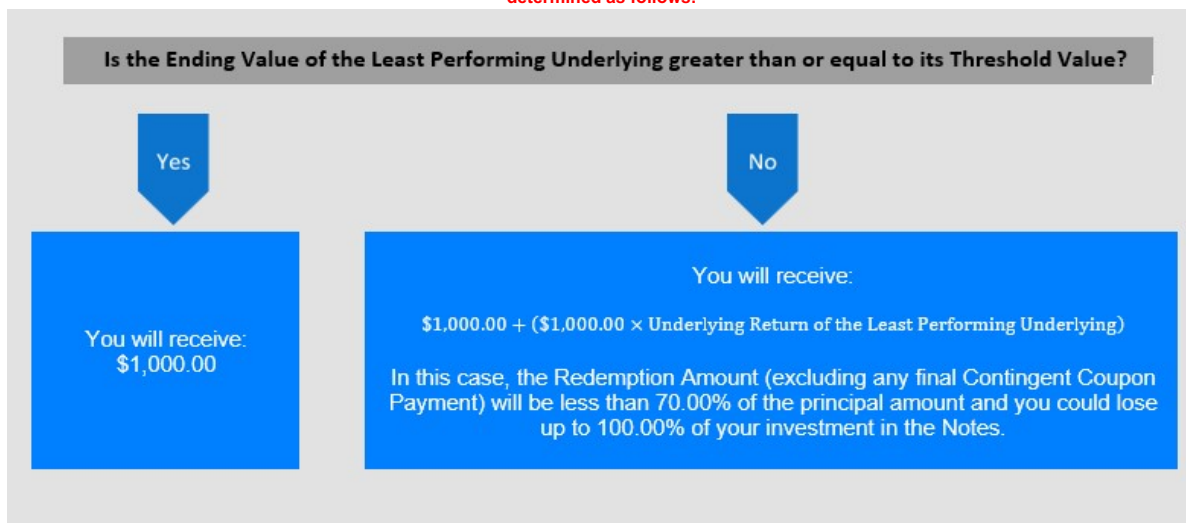 determined as follows:
Is the Ending Value of the Least Performing Underlying greater than or equal to its Threshold Value?
Yes
No
You will receive:
$1,000.00
You will receive:
$1,000.00 + ($1,000.00 × Underlying Return of the Least Performing Underlying)
In this case, the Redemption Amount (excluding any final Contingent Coupon
Payment) will be less than 70.00% of the principal amount and you could lose
up to 100.00% of your investment in the Notes.